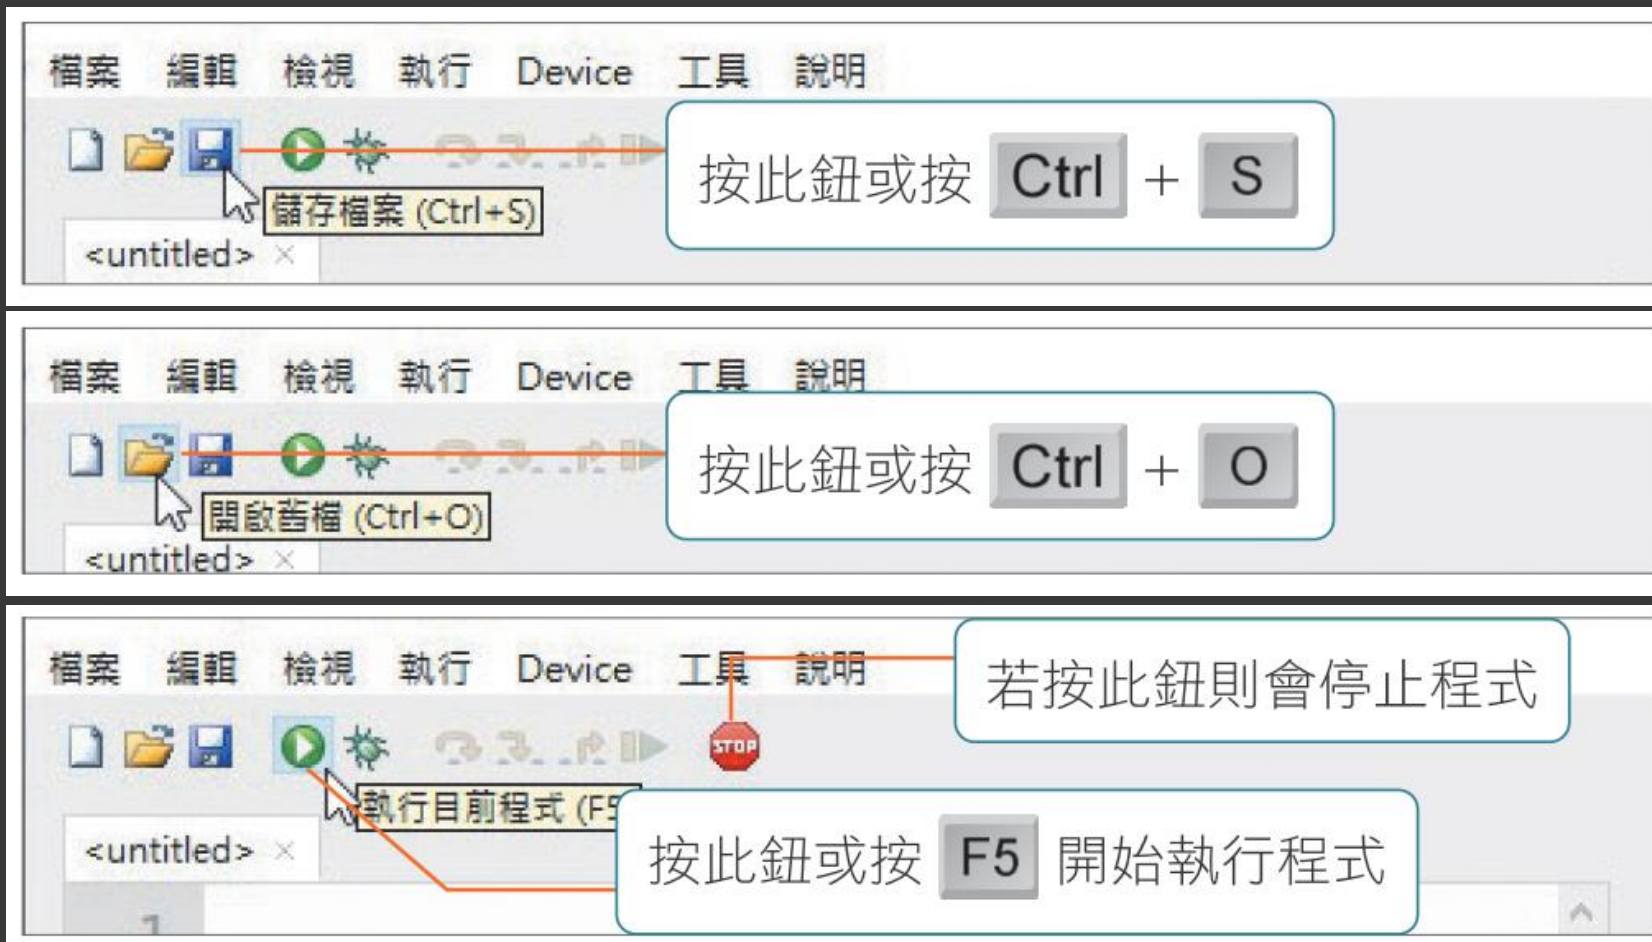 檔案 編輯 檢視 執行 Device 工具 說明
按此鈕或按 Ctrl + S
儲存檔案 (Ctrl+S)
<untitled> ×
檔案 編輯 檢視 執行 Device 工具 說明
按此鈕或按 Ctrl + O
開啟舊檔 (Ctrl+O)
<untitled> ×
檔案 編輯 檢視 執行 Device 工具 說明
若按此鈕則會停止程式
STOP
執行目前程式 (F5
按此鈕或按 F5 開始執行程式
<untitled> ×
1